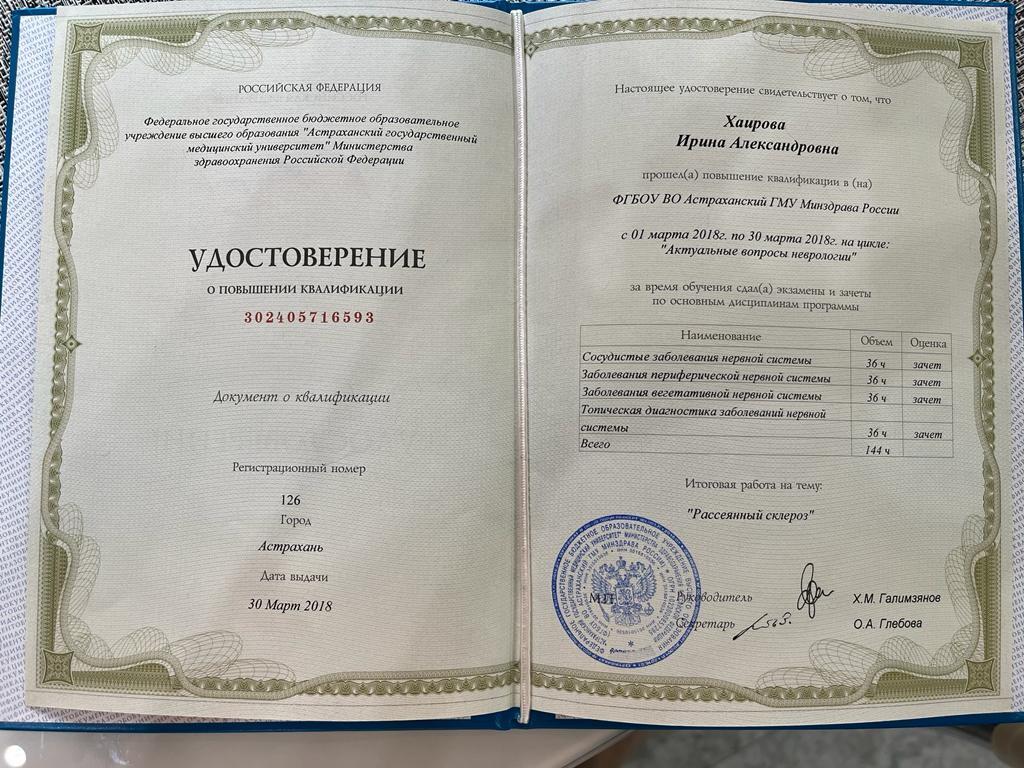 РОССИЙСКАЯ ФЕДЕРАЦИЯ
Федеральное государственное бюджетное образовательное
учреждение высшего образования "Астраханский государственный
медицинский университет" Министерства
здравоохранения Российской Федерации
УДОСТОВЕРЕНИЕ
О ПОВЫШЕНИИ КВАЛИФИКАЦИИ
302405716593
Документ о квалификации
Регистрационный номер
126
Город
Астрахань
Дата выдачи
30 Март 2018
Настоящее удостоверение свидетельствует о том, что
Хаирова
Ирина Александровна
прошел(а) повышение квалификации в (на)
ФГБОУ ВО Астраханский ГМУ Минздрава России
с 01 марта 2018г. по 30 марта 2018г. на цикле:
"Актуальные вопросы неврологии"
за время обучения сдал(а) экзамены и зачеты
по основным дисциплинам программы
Наименование Объем Оценка
Сосудистые заболевания нервной системы 36 ч зачет
Заболевания периферической нервной системы 36 ч зачет
Заболевания вегетативной нервной системы 36 ч зачет
Топическая диагностика заболеваний нервной
системы 36 ч зачет
Всего 144 ч
Итоговая работа на тему:
"Рассеянный склероз"
М.П. Руководитель Х.М. Галимзянов
Секретарь О.А. Глебова